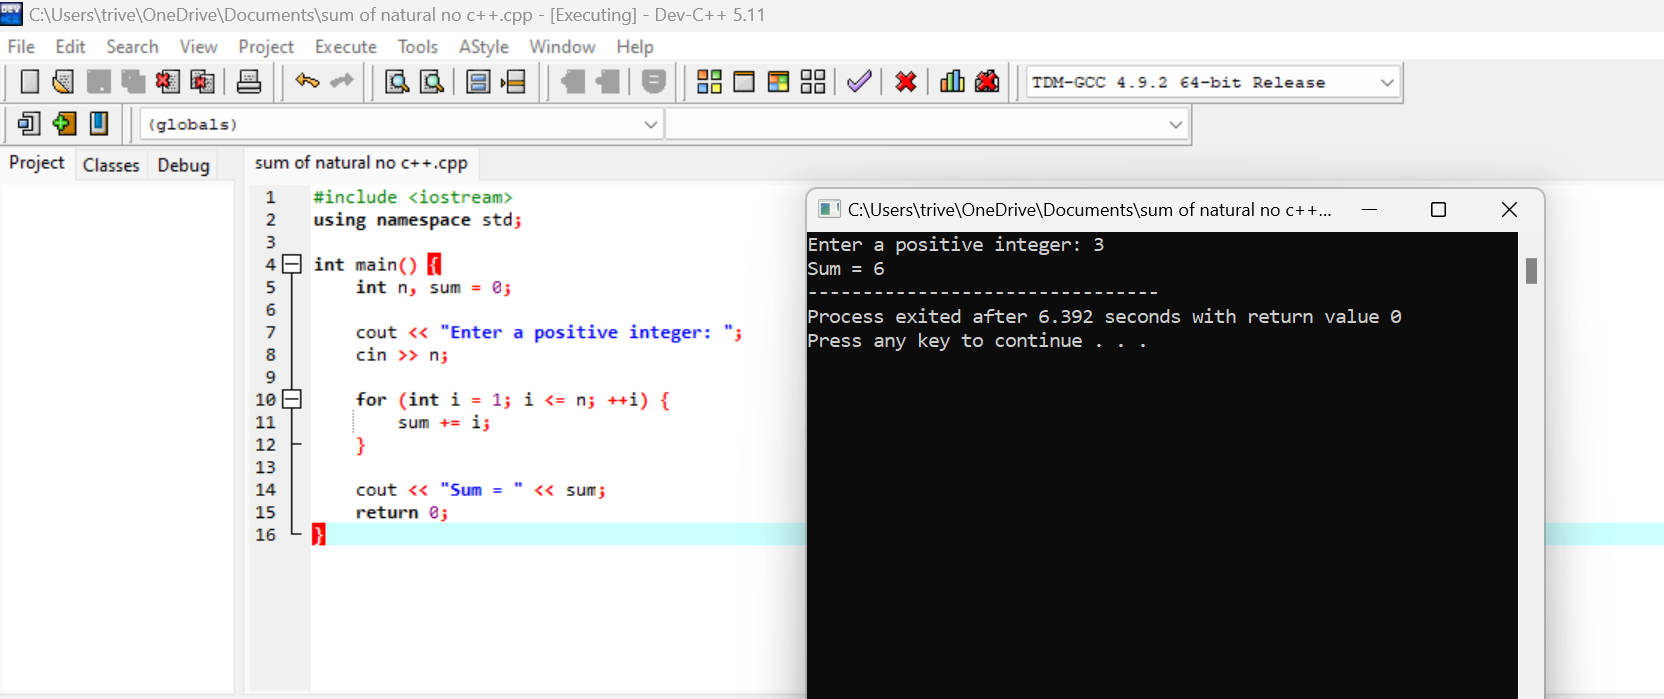 C:\Users\trive\OneDrive\Documents\sum of natural no c++.cpp - [Executing] - Dev-C++ 5.11
File Edit Search View Project Execute Tools AStyle Window Help
TDM-GCC 4.9.2 64-bit Release
(globals)
Project Classes Debug
sum of natural no c++.cpp
1 #include <iostream>
2 using namespace std;
3
4 int main() {
5     int n, sum = 0;
6
7     cout << "Enter a positive integer: ";
8     cin >> n;
9
10     for (int i = 1; i <= n; ++i) {
11         sum += i;
12     }
13
14     cout << "Sum = " << sum;
15     return 0;
16 }
C:\Users\trive\OneDrive\Documents\sum of natural no c++...
Enter a positive integer: 3
Sum = 6
--------------------------------
Process exited after 6.392 seconds with return value 0
Press any key to continue . . .